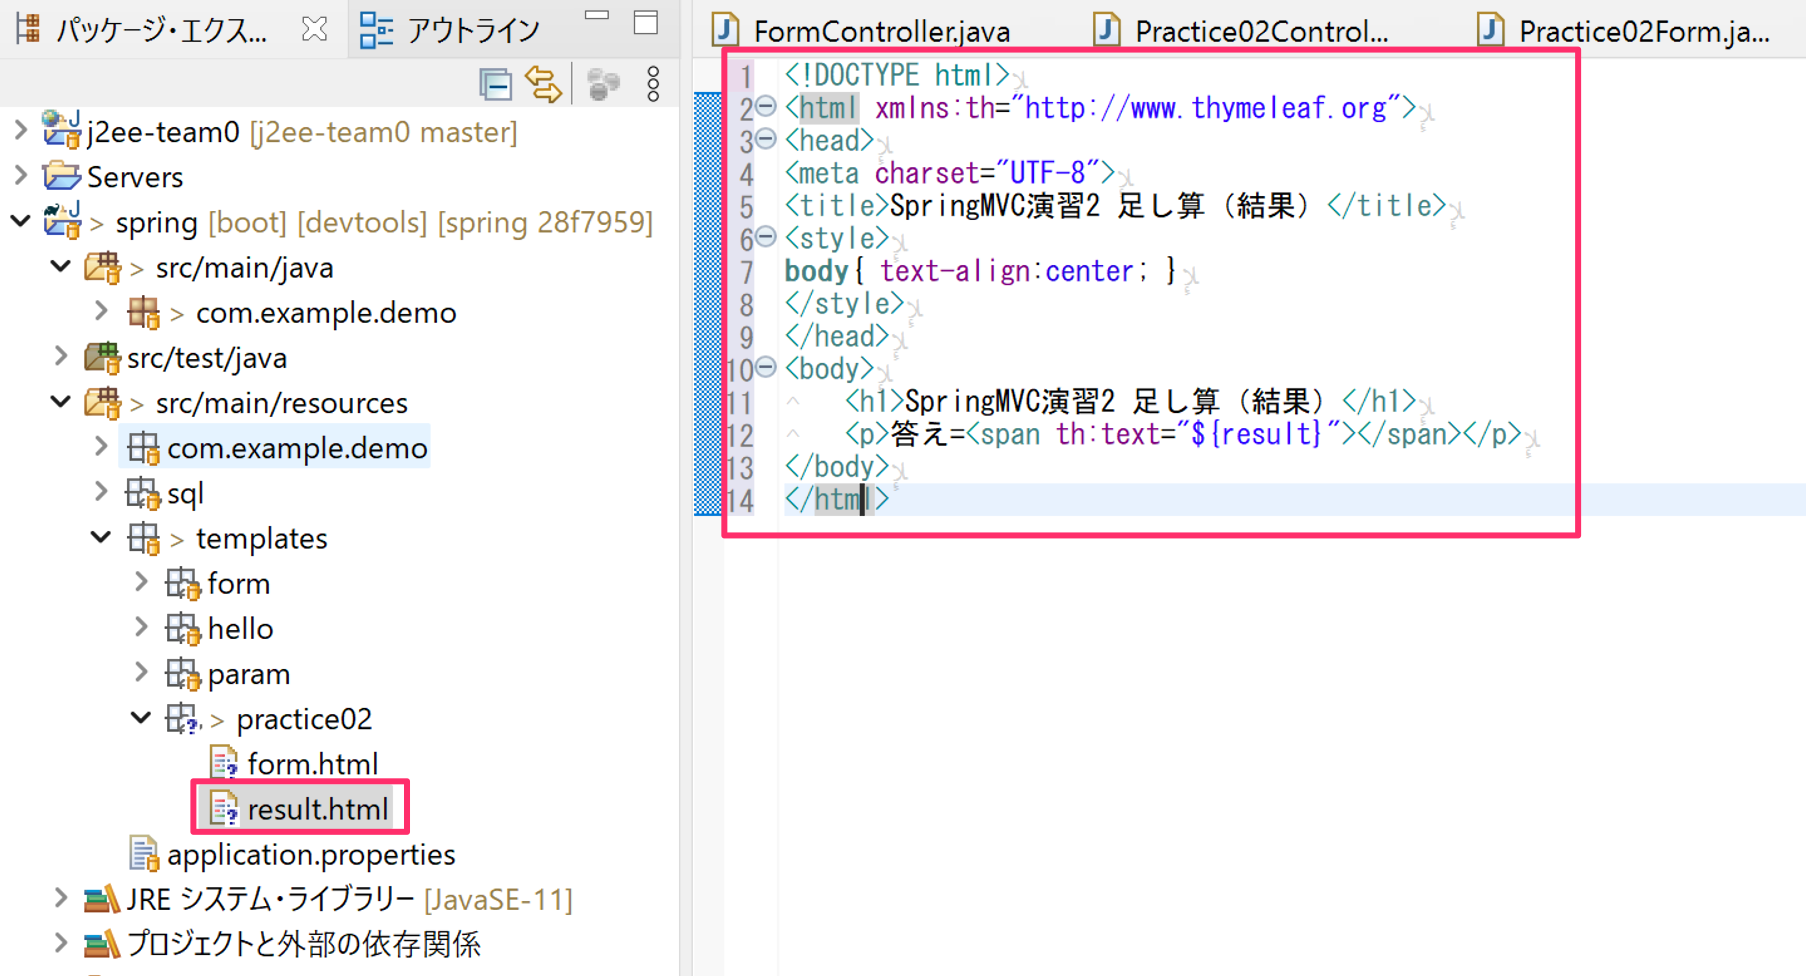 パッケージ・エクス...
アウトライン
j2ee-team0 [j2ee-team0 master]
Servers
> spring [boot] [devtools] [spring 28f7959]
> src/main/java
> com.example.demo
src/test/java
> src/main/resources
com.example.demo
sql
> templates
form
hello
param
> practice02
form.html
result.html
application.properties
JRE システム・ライブラリー [JavaSE-11]
プロジェクトと外部の依存関係
FormController.java
Practice02Control...
Practice02Form.ja...
1 <!DOCTYPE html>
2 <html xmlns:th="http://www.thymeleaf.org">
3 <head>
4 <meta charset="UTF-8">
5 <title>SpringMVC演習2 足し算（結果）</title>
6 <style>
7 body{ text-align:center; }
8 </style>
9 </head>
10 <body>
11 <h1>SpringMVC演習2 足し算（結果）</h1>
12 <p>答え=<span th:text="${result}"></span></p>
13 </body>
14 </html>